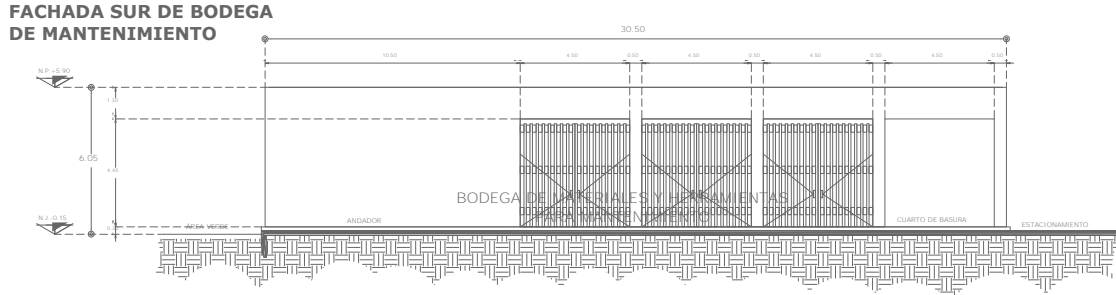 FACHADA SUR DE BODEGA
DE MANTENIMIENTO
30.50
10.50 4.50 0.50 4.50 0.50 4.50 0.50 4.50 0.50
N.P. +5.90
6.05
4.45
BODEGA DE MATERIALES Y HERRAMIENTAS
PARA MANTENIMIENTO
N.J. -0.15
ÁREA VERDE
ANDADOR
CUARTO DE BASURA
ESTACIONAMIENTO